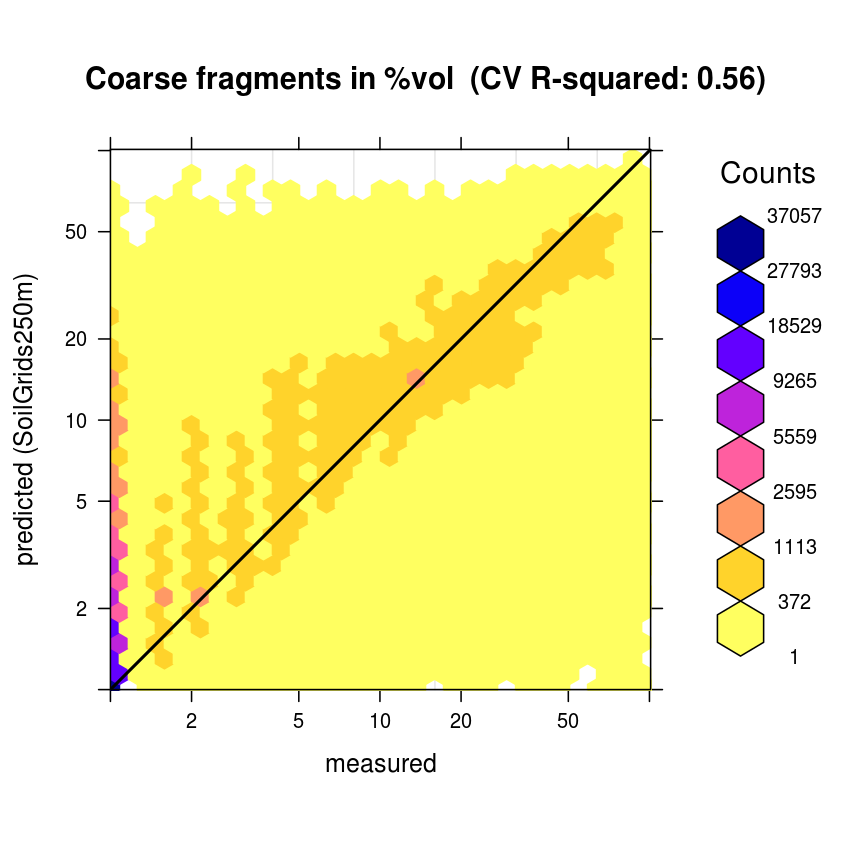 Coarse fragments in %vol  (CV R-squared: 0.56)
Counts
37057
27793
18529
9265
5559
2595
1113
372
1
predicted (SoilGrids250m)
50
20
10
5
2
2 5 10 20 50
measured